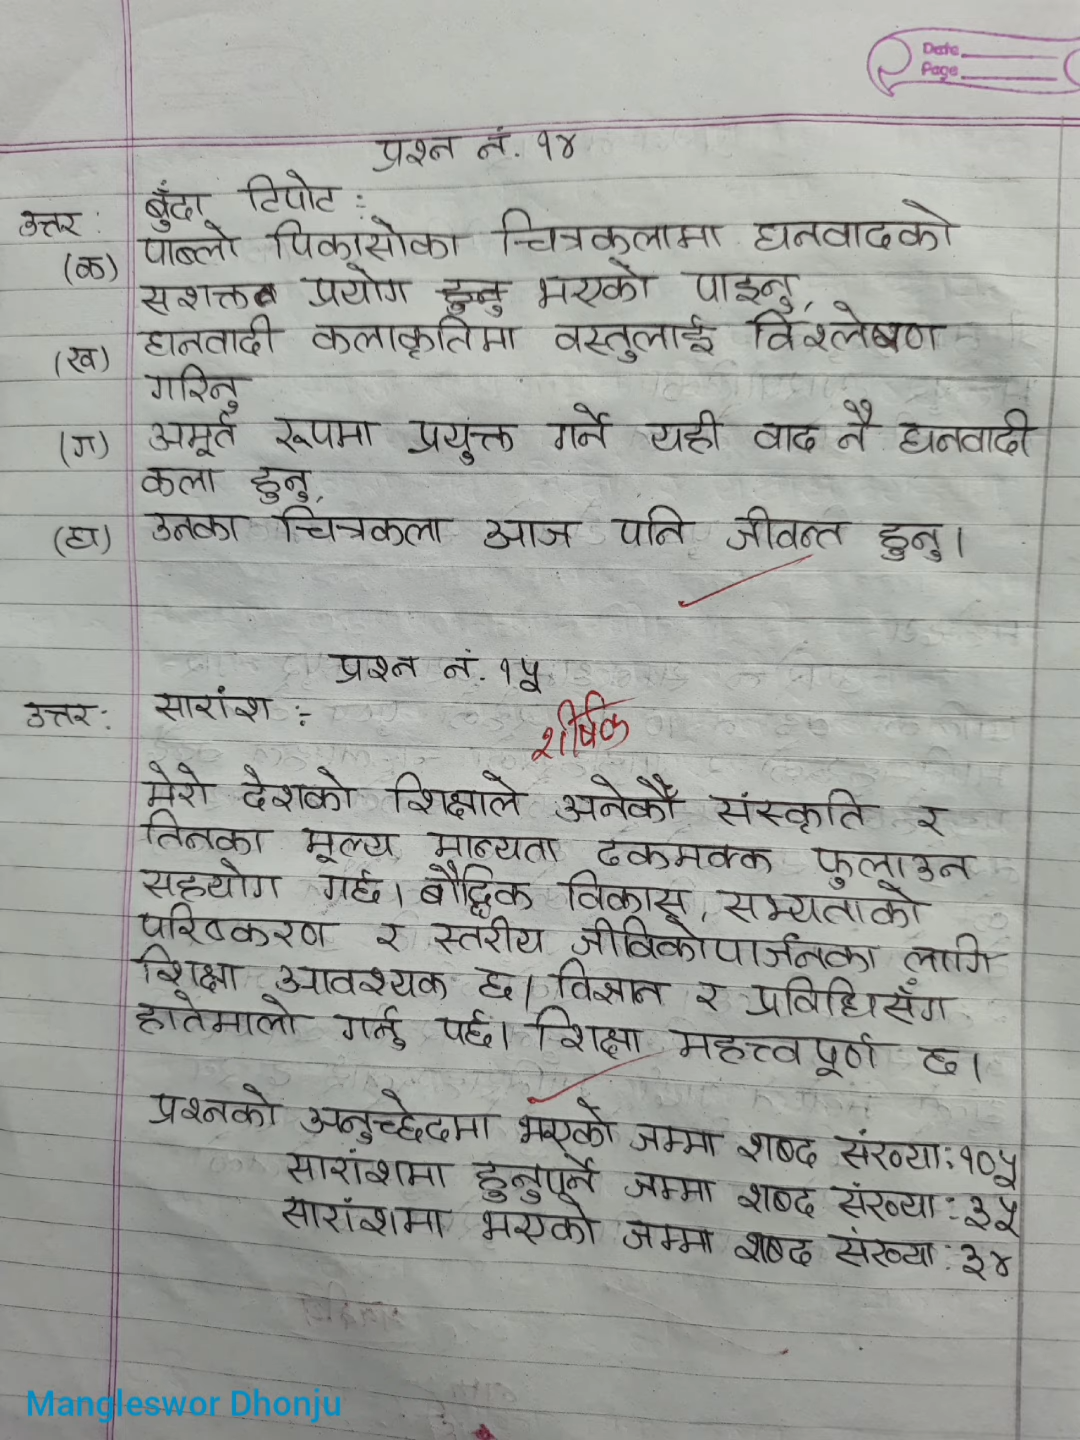 Date
Page
प्रश्न नं. १४
उत्तर: बुँदा टिपोट :
(क) पाब्लो पिकासोका चित्रकलामा घनवादको
सशक्त प्रयोग भएको पाइनु,
(ख) घनवादी कलाकृतिमा वस्तुलाई विश्लेषण
गरिनु
(ग) अमूर्त रूपमा प्रयुक्त गर्ने यही वाद नै घनवादी
कला हुनु,
(घ) उनका चित्रकला आज पनि जीवन्त हुनु।
प्रश्न नं. १५
उत्तर: सारांश :-
शीर्षक
मेरो देशको शिक्षाले अनेकौँ संस्कृति र
तिनका मूल्य मान्यता ढकमक्क फुलाउन
सहयोग गर्छ। बौद्धिक विकास, सभ्यताको
परिष्करण र स्तरीय जीविकोपार्जनका लागि
शिक्षा आवश्यक छ। विज्ञान र प्रविधिसँग
हातेमालो गर्नु पर्छ। शिक्षा महत्त्वपूर्ण छ।
प्रश्नको अनुच्छेदमा भएको जम्मा शब्द संख्या: १०५
सारांशमा हुनुपर्ने जम्मा शब्द संख्या: ३५
सारांशमा भएको जम्मा शब्द संख्या: ३४
Mangleswor Dhonju